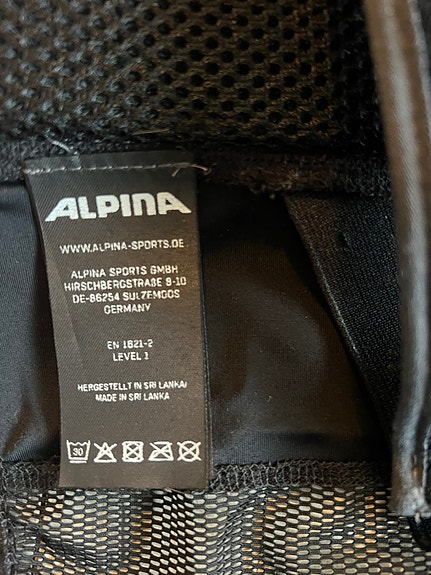 ALPINA
WWW.ALPINA-SPORTS.DE
ALPINA SPORTS GMBH
HIRSCHBERGSTRAßE 8-10
DE-86254 SULZEMOOS
GERMANY
EN 1621-2
LEVEL 1
HERGESTELLT IN SRI LANKA/
MADE IN SRI LANKA
30